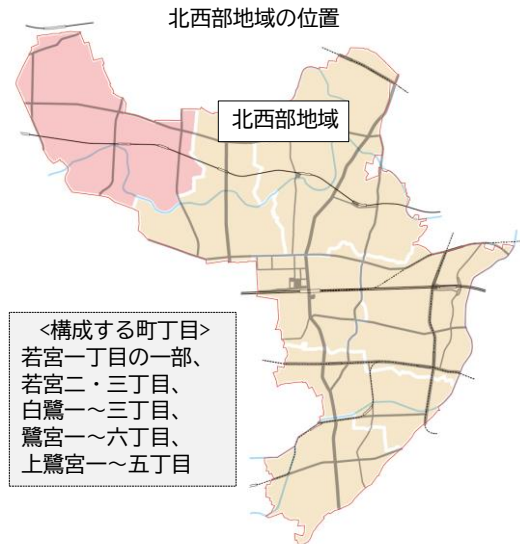 北西部地域の位置
北西部地域
<構成する町丁目>
若宮一丁目の一部、
若宮二・三丁目、
白鷺一～三丁目、
鷺宮一～六丁目、
上鷺宮一～五丁目